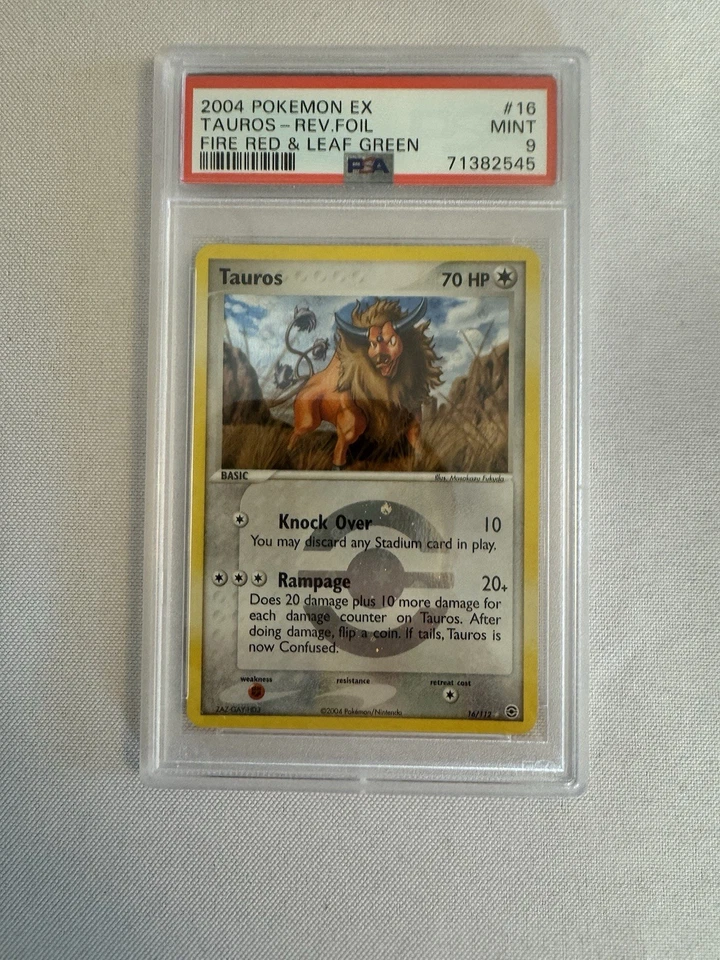 2004 POKEMON EX #16
TAUROS - REV.FOIL MINT
FIRE RED & LEAF GREEN 9
PSA 71382545
Tauros 70 HP
BASIC Illus. Masakazu Fukuda
Knock Over 10
You may discard any Stadium card in play.
Rampage 20+
Does 20 damage plus 10 more damage for
each damage counter on Tauros. After
doing damage, flip a coin. If tails, Tauros is
now Confused.
weakness resistance retreat cost
©2004 Pokémon/Nintendo 16/112